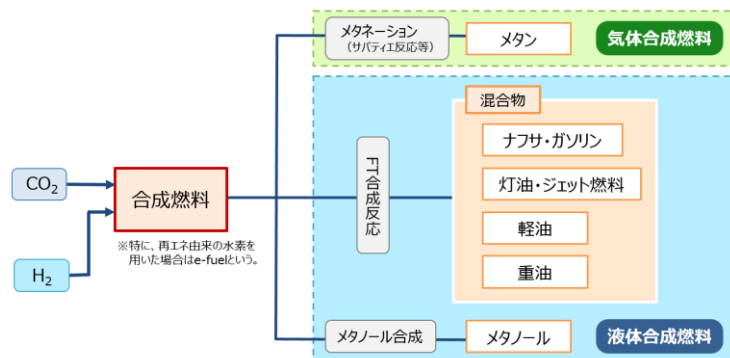 メタネーション
(サバティエ反応等)
メタン
気体合成燃料
混合物
ナフサ・ガソリン
灯油・ジェット燃料
軽油
重油
FT合成反応
CO2
合成燃料
※特に、再エネ由来の水素を
用いた場合はe-fuelという。
H2
メタノール合成
メタノール
液体合成燃料